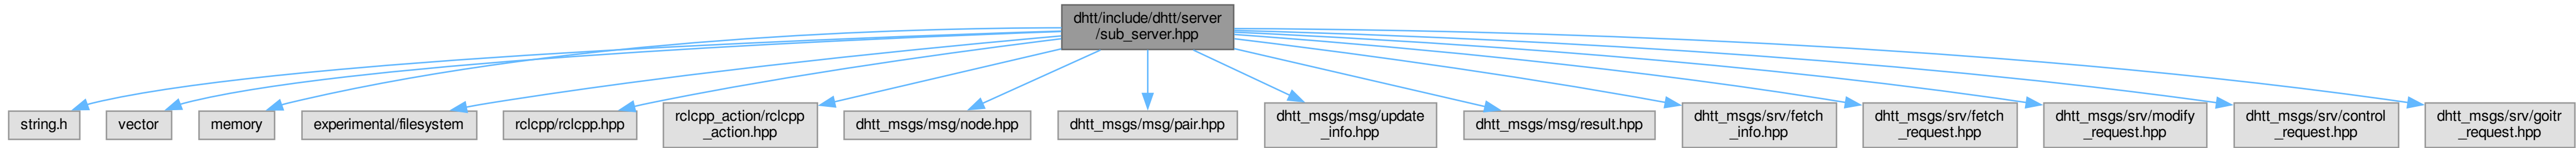 dhtt/include/dhtt/server
/sub_server.hpp
string.h
vector
memory
experimental/filesystem
rclcpp/rclcpp.hpp
rclcpp_action/rclcpp
_action.hpp
dhtt_msgs/msg/node.hpp
dhtt_msgs/msg/pair.hpp
dhtt_msgs/msg/update
_info.hpp
dhtt_msgs/msg/result.hpp
dhtt_msgs/srv/fetch
_info.hpp
dhtt_msgs/srv/fetch
_request.hpp
dhtt_msgs/srv/modify
_request.hpp
dhtt_msgs/srv/control
_request.hpp
dhtt_msgs/srv/goitr
_request.hpp